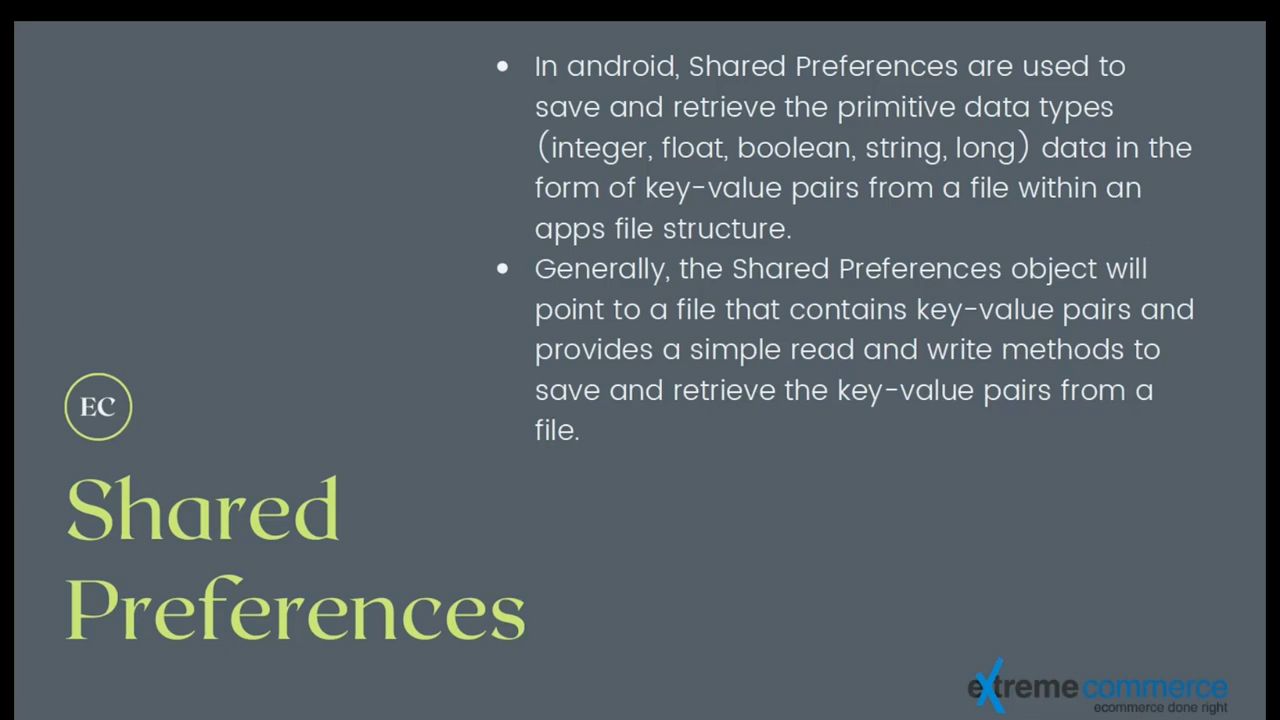 In android, Shared Preferences are used to
save and retrieve the primitive data types
(integer, float, boolean, string, long) data in the
form of key-value pairs from a file within an
apps file structure.
Generally, the Shared Preferences object will
point to a file that contains key-value pairs and
provides a simple read and write methods to
save and retrieve the key-value pairs from a
file.
EC
Shared
Preferences
extreme commerce
ecommerce done right